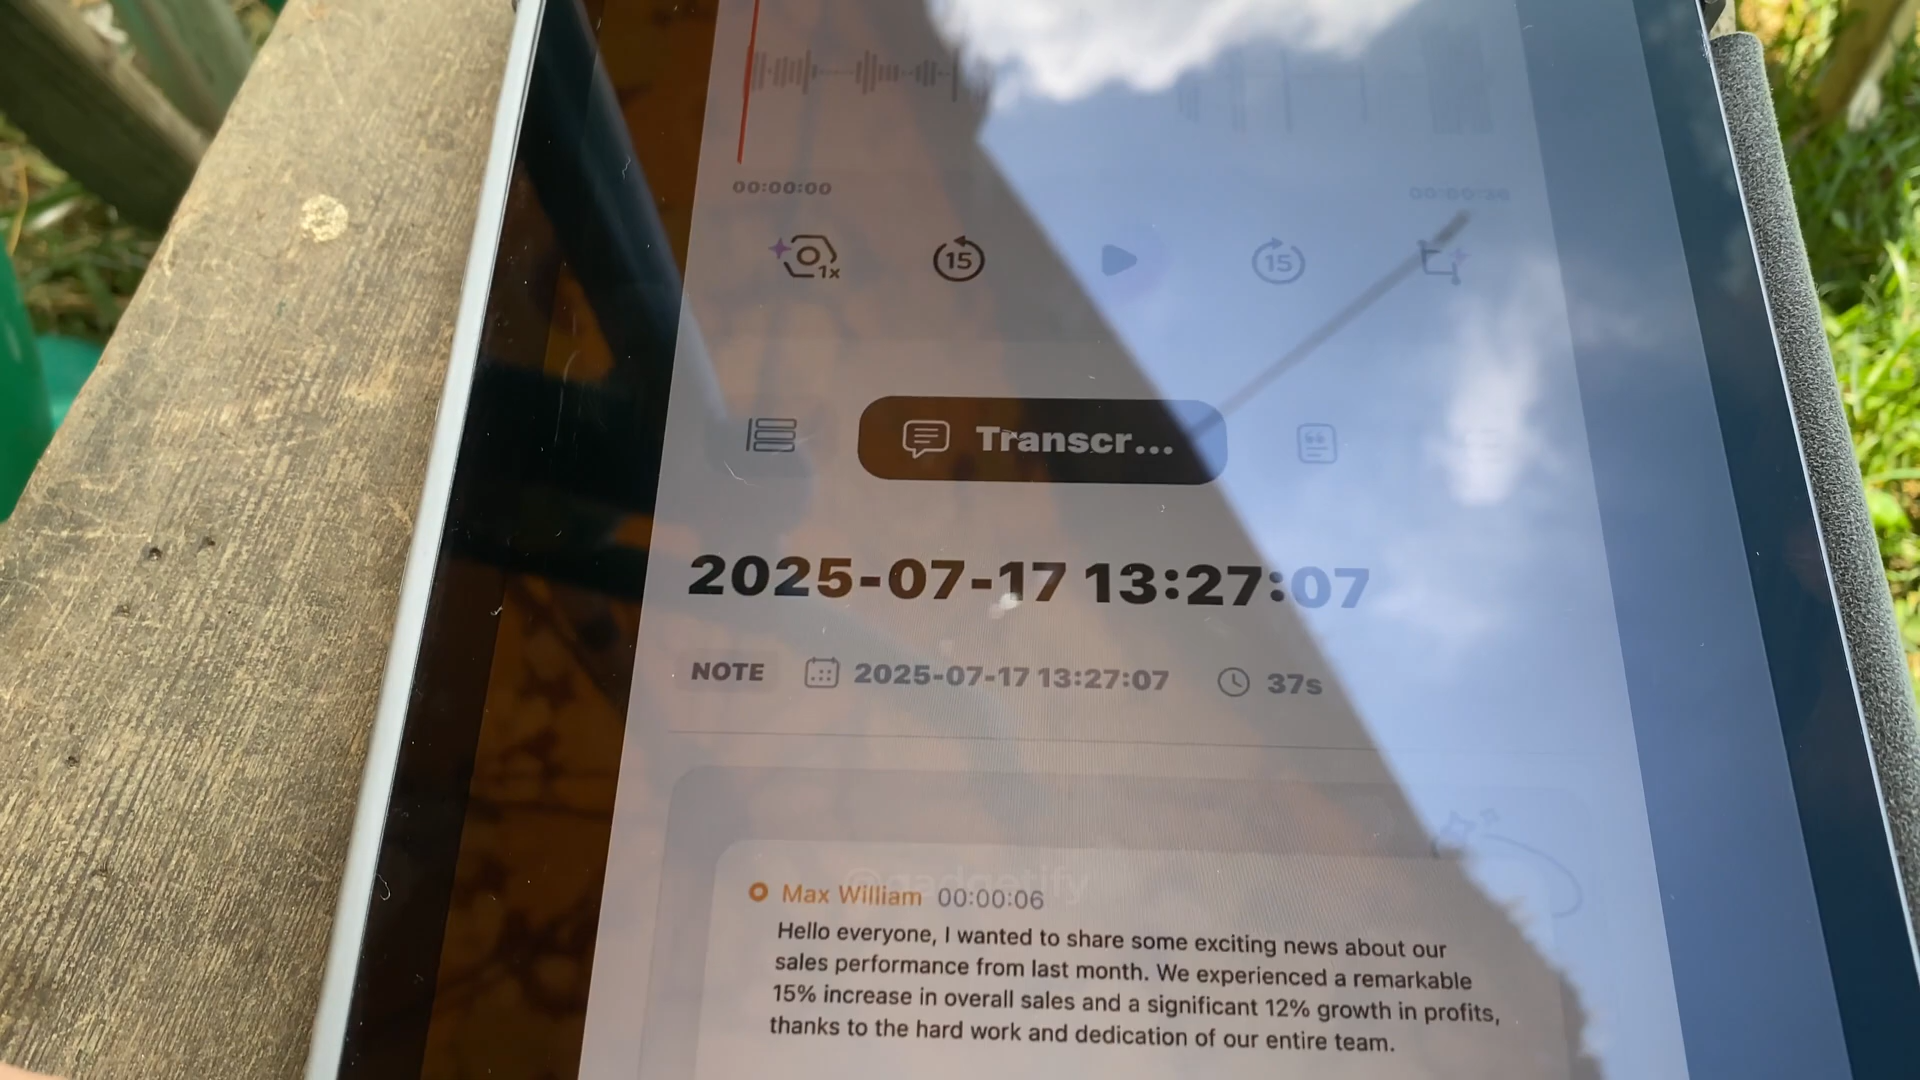 00:00:00
1x
15
15
Transcr...
2025-07-17 13:27:07
NOTE 2025-07-17 13:27:07 37s
@gadgetify
Max William 00:00:06
Hello everyone, I wanted to share some exciting news about our
sales performance from last month. We experienced a remarkable
15% increase in overall sales and a significant 12% growth in profits,
thanks to the hard work and dedication of our entire team.